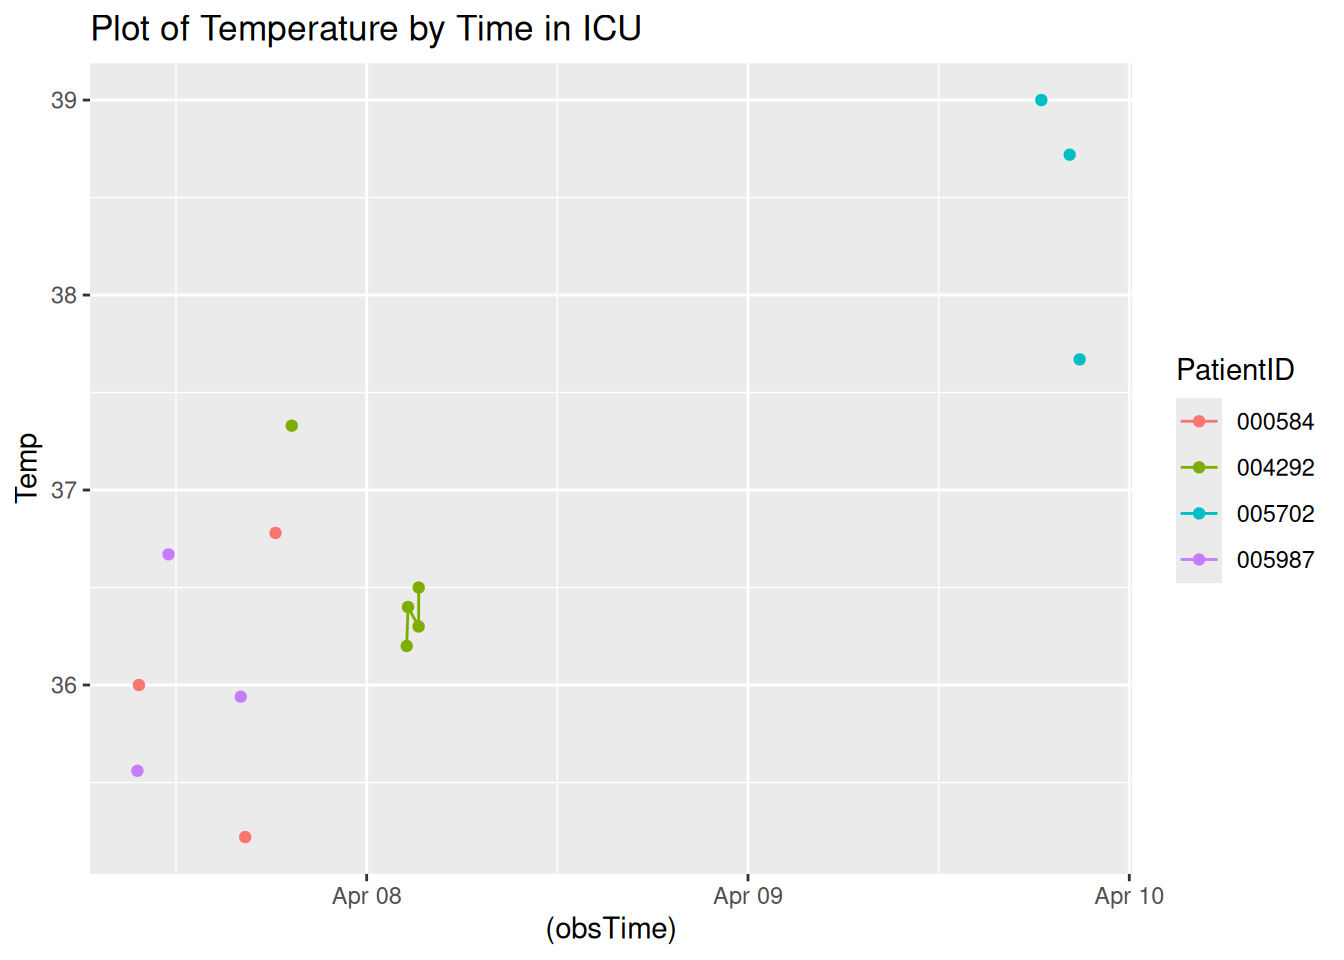 Plot of Temperature by Time in ICU
39
38
37
36
Temp
Apr 08
Apr 09
Apr 10
(obsTime)
PatientID
000584
004292
005702
005987